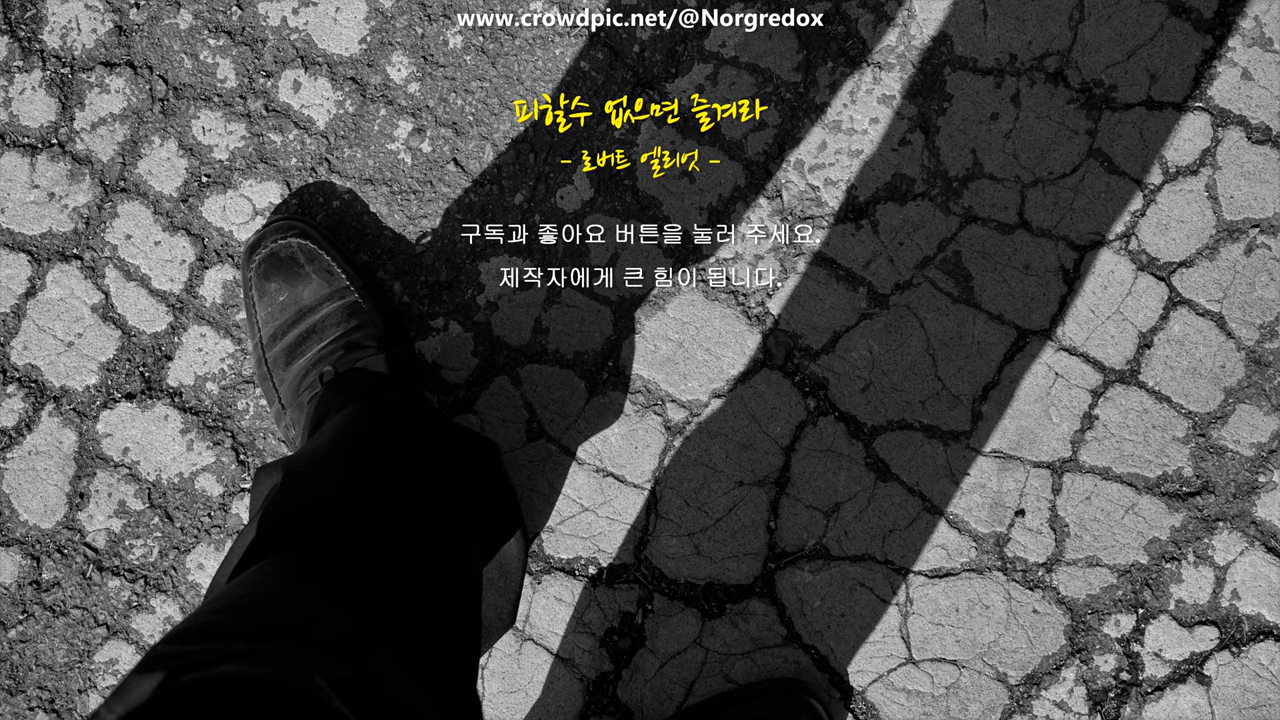 www.crowdpic.net/@Norgredox
피할수 없으면 즐겨라
- 로버트 엘리엇 -
구독과 좋아요 버튼을 눌러 주세요.
제작자에게 큰 힘이 됩니다.